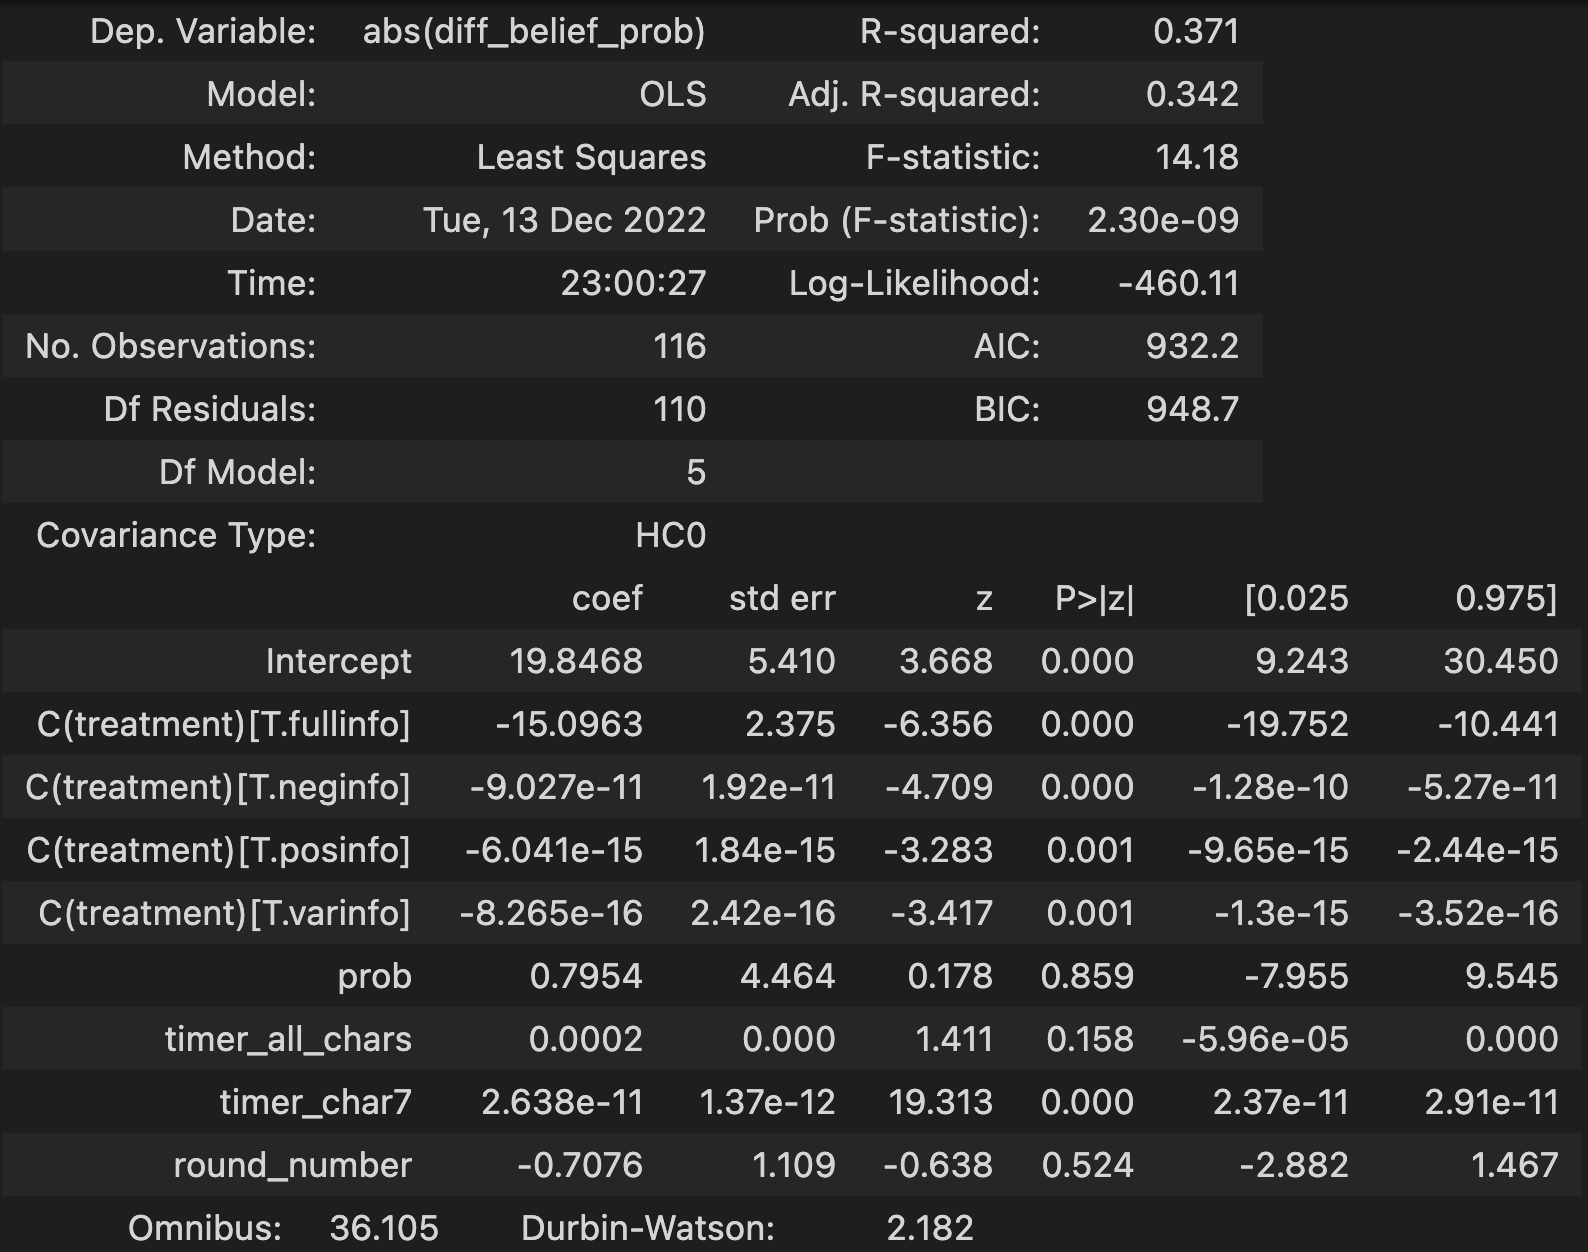 Dep. Variable: abs(diff_belief_prob) R-squared: 0.371
Model: OLS Adj. R-squared: 0.342
Method: Least Squares F-statistic: 14.18
Date: Tue, 13 Dec 2022 Prob (F-statistic): 2.30e-09
Time: 23:00:27 Log-Likelihood: -460.11
No. Observations: 116 AIC: 932.2
Df Residuals: 110 BIC: 948.7
Df Model: 5
Covariance Type: HC0
coef std err z P>|z| [0.025 0.975]
Intercept 19.8468 5.410 3.668 0.000 9.243 30.450
C(treatment)[T.fullinfo] -15.0963 2.375 -6.356 0.000 -19.752 -10.441
C(treatment)[T.neginfo] -9.027e-11 1.92e-11 -4.709 0.000 -1.28e-10 -5.27e-11
C(treatment)[T.posinfo] -6.041e-15 1.84e-15 -3.283 0.001 -9.65e-15 -2.44e-15
C(treatment)[T.varinfo] -8.265e-16 2.42e-16 -3.417 0.001 -1.3e-15 -3.52e-16
prob 0.7954 4.464 0.178 0.859 -7.955 9.545
timer_all_chars 0.0002 0.000 1.411 0.158 -5.96e-05 0.000
timer_char7 2.638e-11 1.37e-12 19.313 0.000 2.37e-11 2.91e-11
round_number -0.7076 1.109 -0.638 0.524 -2.882 1.467
Omnibus: 36.105 Durbin-Watson: 2.182